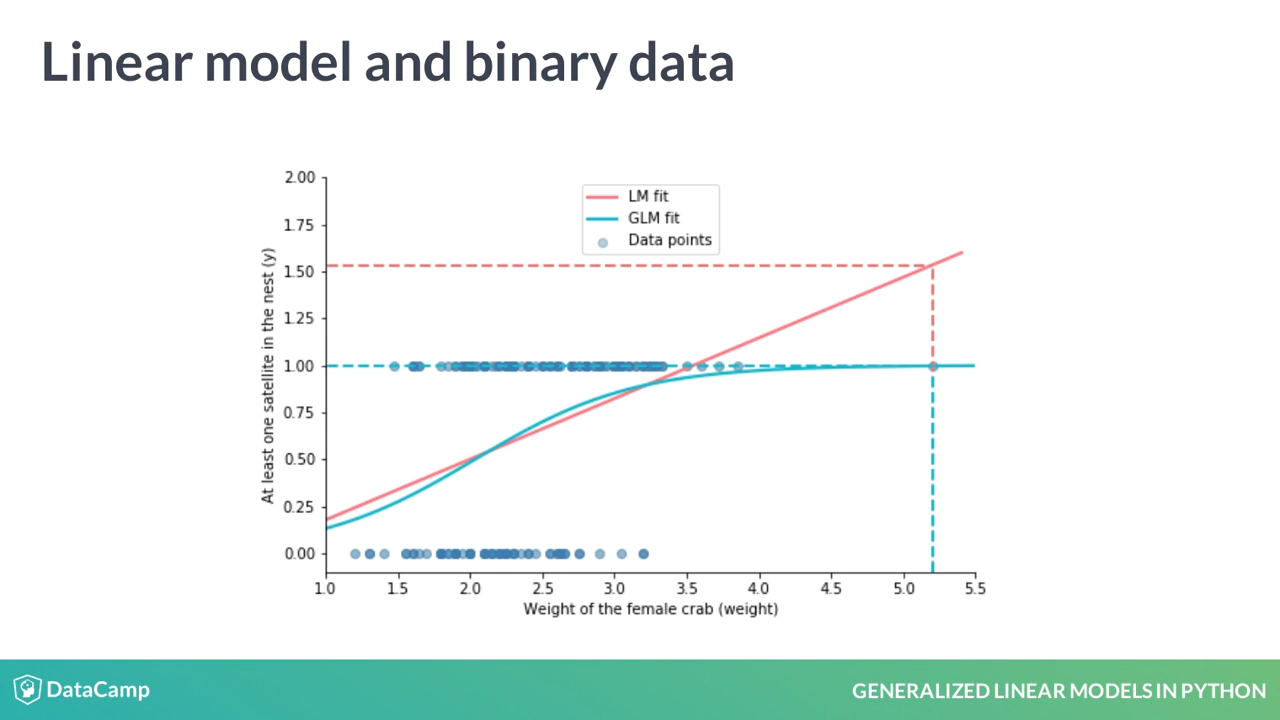 Linear model and binary data
2.00
1.75
1.50
1.25
1.00
0.75
0.50
0.25
0.00
At least one satellite in the nest (y)
LM fit
GLM fit
Data points
1.0 1.5 2.0 2.5 3.0 3.5 4.0 4.5 5.0 5.5
Weight of the female crab (weight)
DataCamp
GENERALIZED LINEAR MODELS IN PYTHON